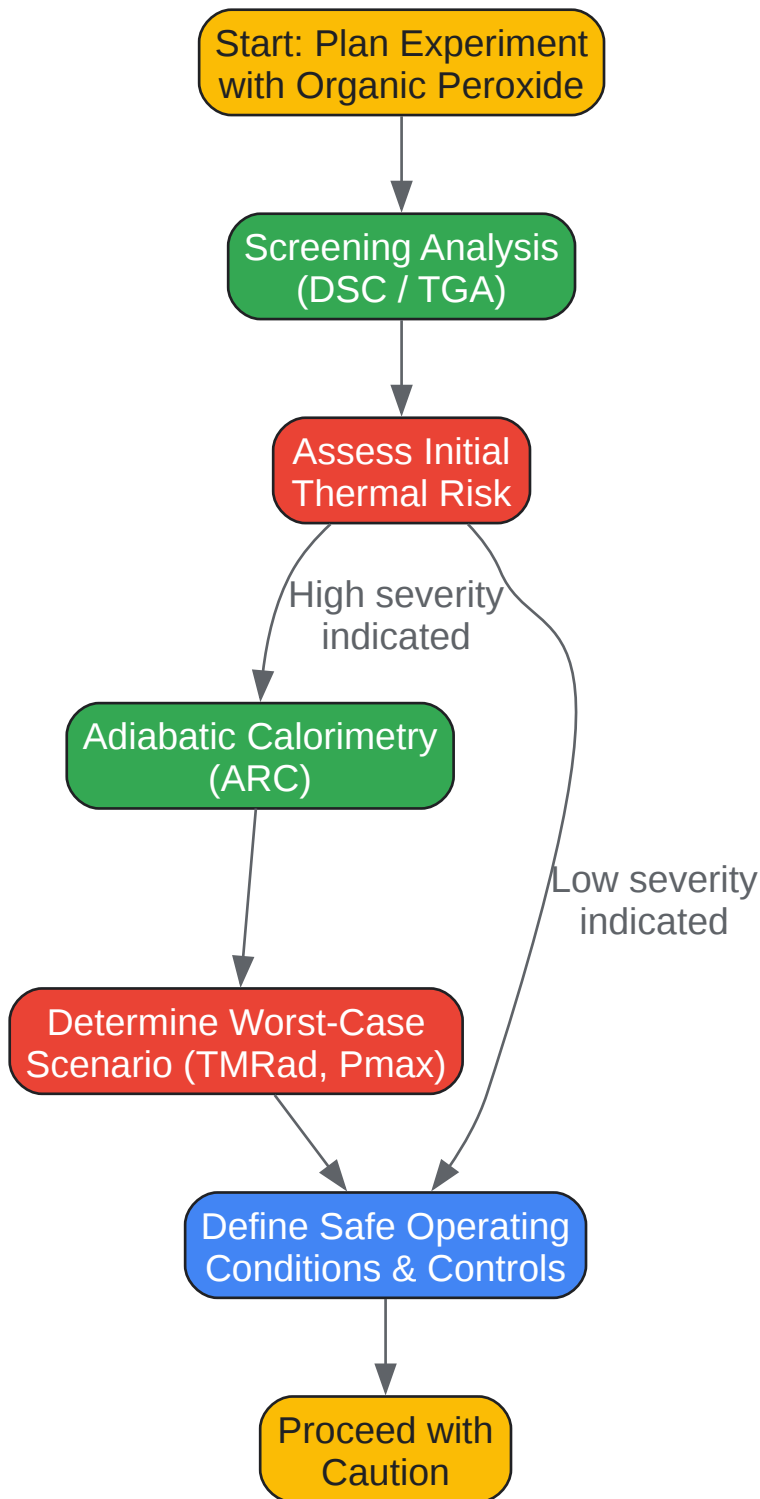 Start: Plan Experiment
with Organic Peroxide
Screening Analysis
(DSC / TGA)
Assess Initial
Thermal Risk
High severity
indicated
Adiabatic Calorimetry
(ARC)
Low severity
indicated
Determine Worst-Case
Scenario (TMRad, Pmax)
Define Safe Operating
Conditions & Controls
Proceed with
Caution